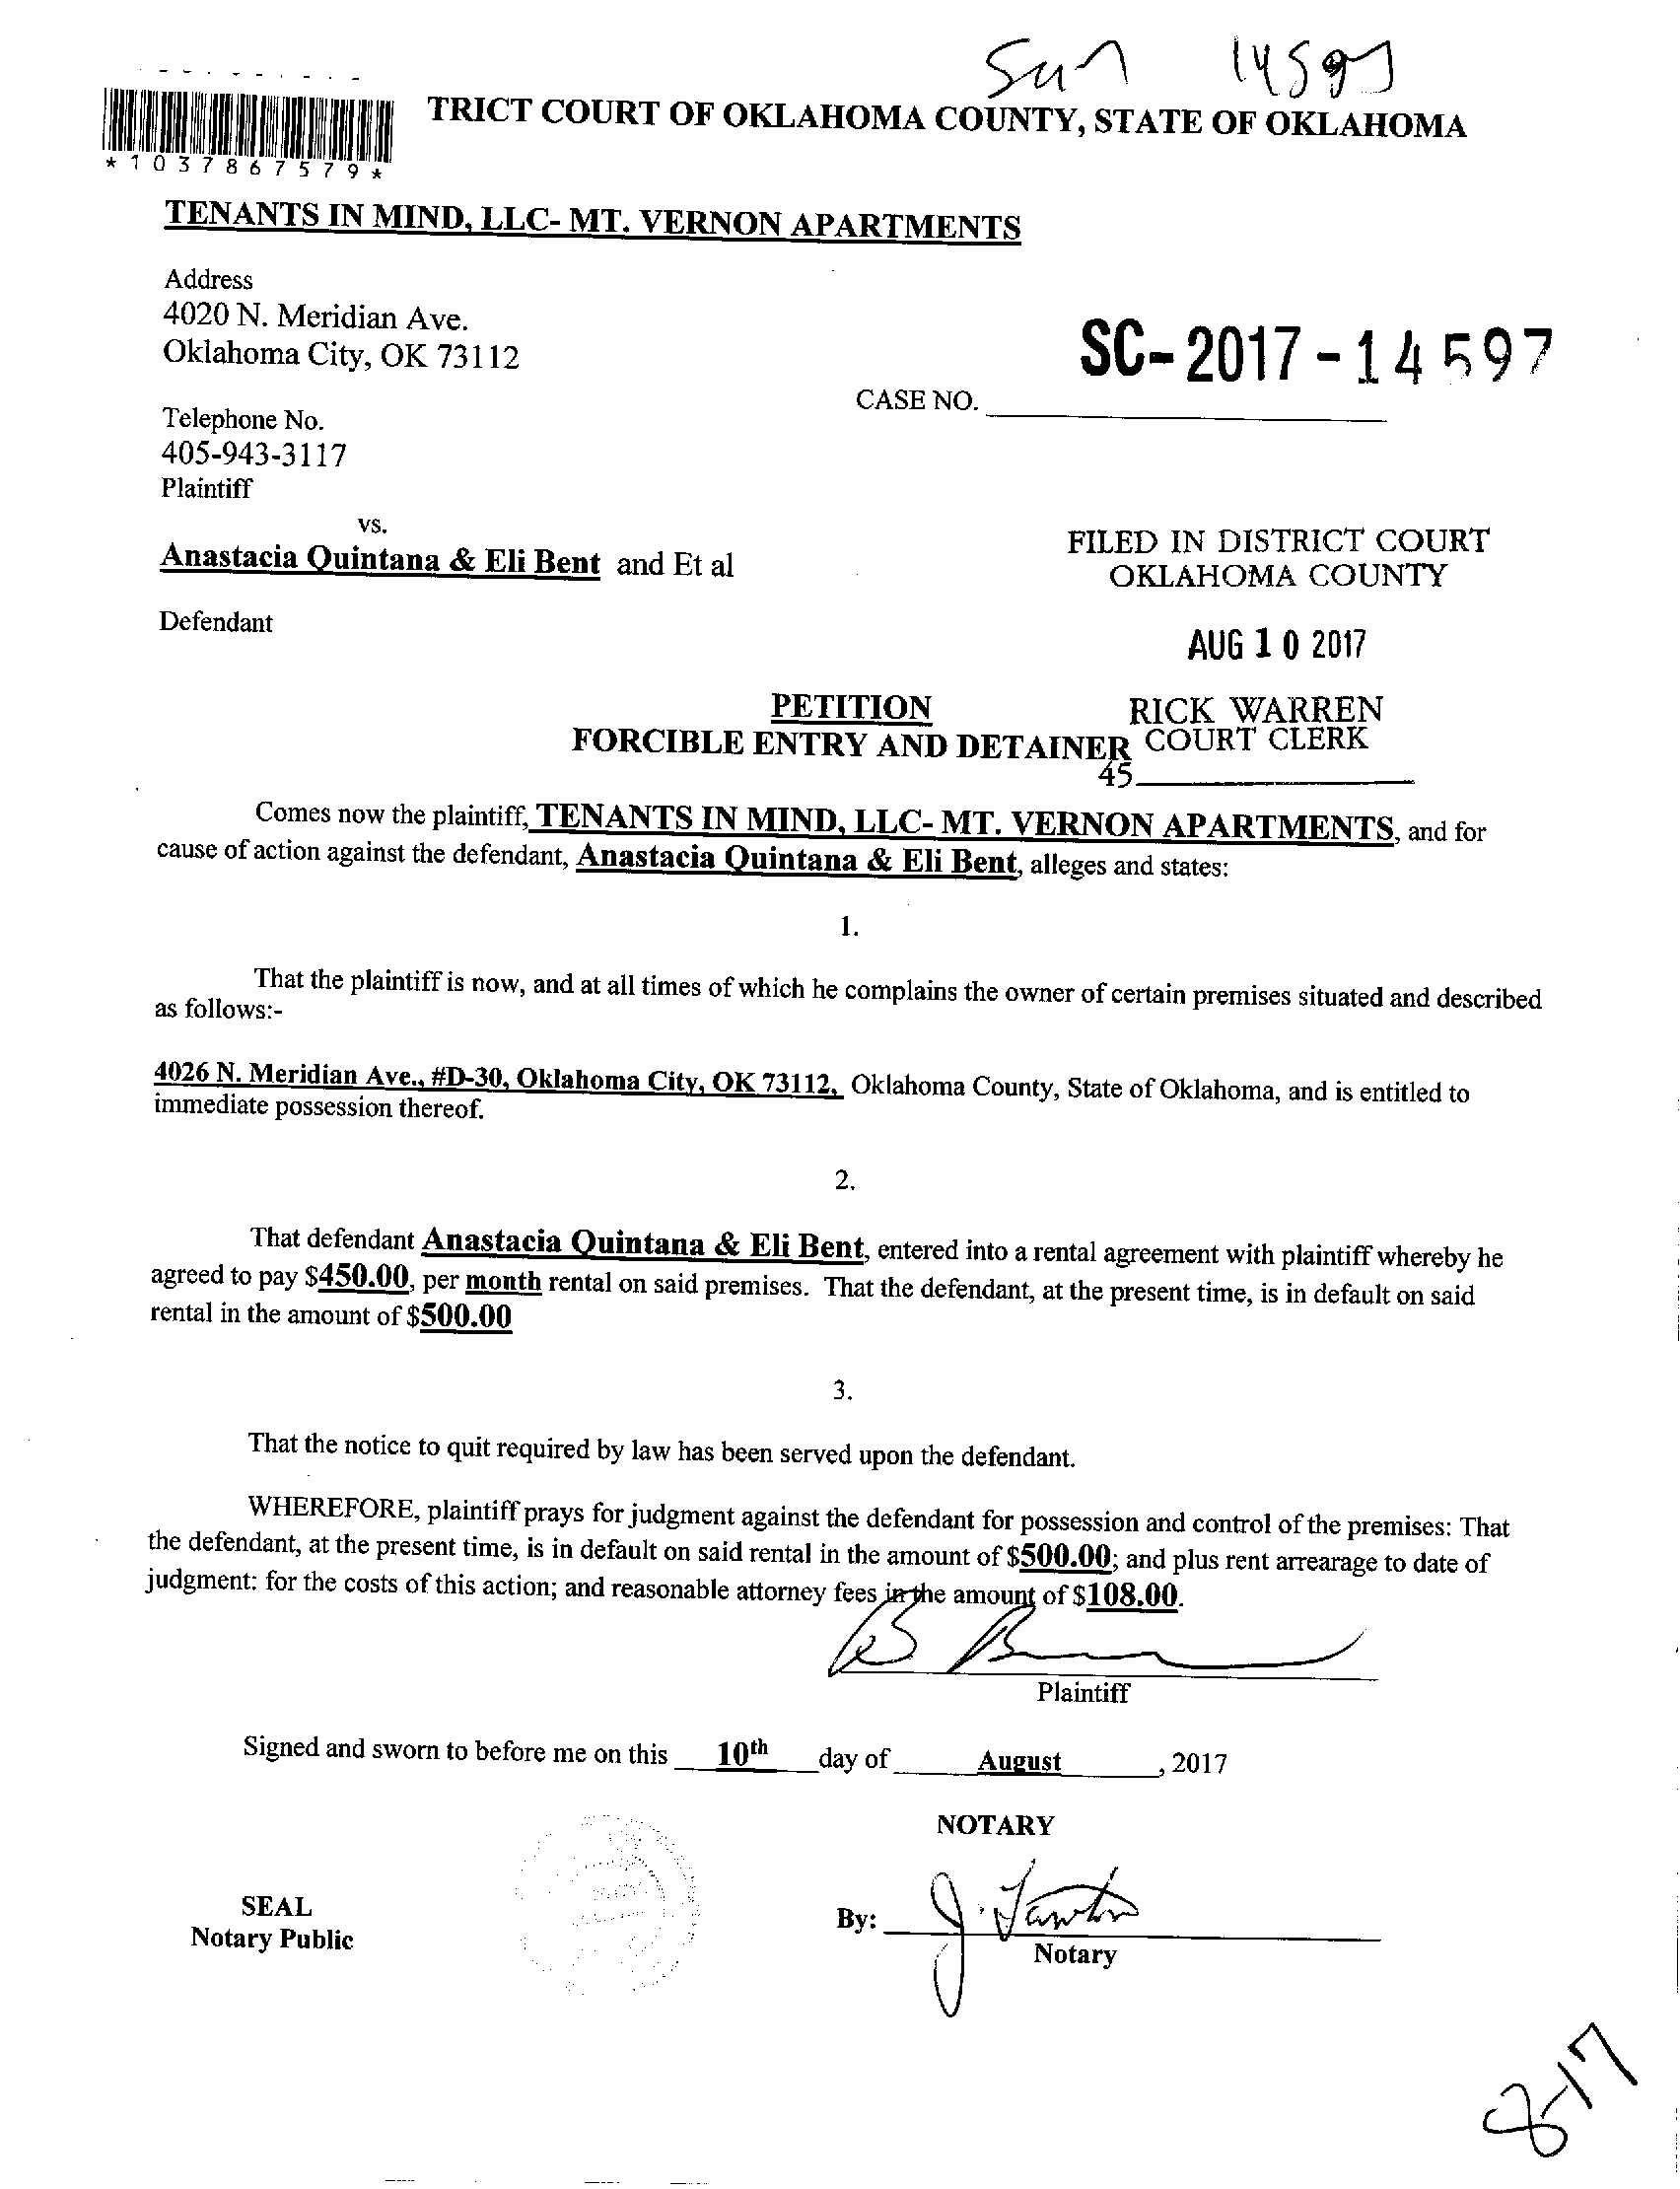 TRICT COURT OF OKLAHOMA COUNTY, STATE OF OKLAHOMA
*1037867579*
TENANTS IN MIND, LLC- MT. VERNON APARTMENTS
Address
4020 N. Meridian Ave.
Oklahoma City, OK 73112
SC-2017-14597
CASE NO.
Telephone No.
405-943-3117
Plaintiff
vs.
Anastacia Quintana & Eli Bent and Et al
FILED IN DISTRICT COURT
OKLAHOMA COUNTY
Defendant
AUG 10 2017
PETITION
RICK WARREN
FORCIBLE ENTRY AND DETAINER
COURT CLERK
45
Comes now the plaintiff, TENANTS IN MIND, LLC- MT. VERNON APARTMENTS, and for
cause of action against the defendant, Anastacia Quintana & Eli Bent, alleges and states:
1.
That the plaintiff is now, and at all times of which he complains the owner of certain premises situated and described
as follows:-
4026 N. Meridian Ave., #D-30, Oklahoma City, OK 73112, Oklahoma County, State of Oklahoma, and is entitled to
immediate possession thereof.
2.
That defendant Anastacia Quintana & Eli Bent, entered into a rental agreement with plaintiff whereby he
agreed to pay $450.00, per month rental on said premises. That the defendant, at the present time, is in default on said
rental in the amount of $500.00
3.
That the notice to quit required by law has been served upon the defendant.
WHEREFORE, plaintiff prays for judgment against the defendant for possession and control of the premises: That
the defendant, at the present time, is in default on said rental in the amount of $500.00; and plus rent arrearage to date of
judgment: for the costs of this action; and reasonable attorney fees in the amount of $108.00.
Plaintiff
Signed and sworn to before me on this 10th day of August, 2017
NOTARY
SEAL
Notary Public
By:
Notary
8-17